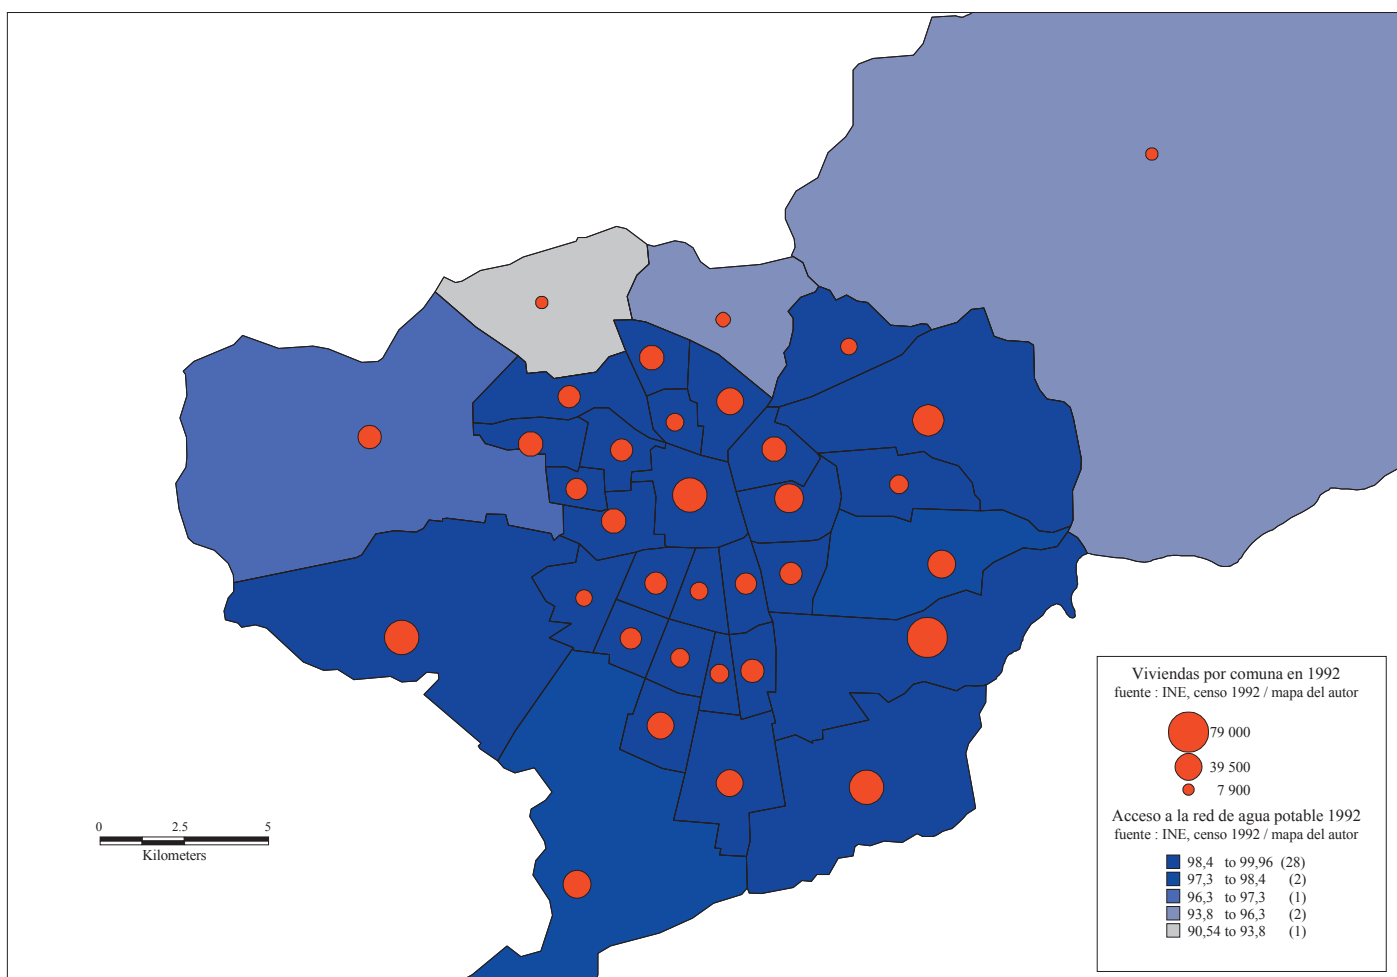 0 2.5 5
Kilometers
Viviendas por comuna en 1992
fuente : INE, censo 1992 / mapa del autor
79 000
39 500
7 900
Acceso a la red de agua potable 1992
fuente : INE, censo 1992 / mapa del autor
98,4 to 99,96 (28)
97,3 to 98,4 (2)
96,3 to 97,3 (1)
93,8 to 96,3 (2)
90,54 to 93,8 (1)